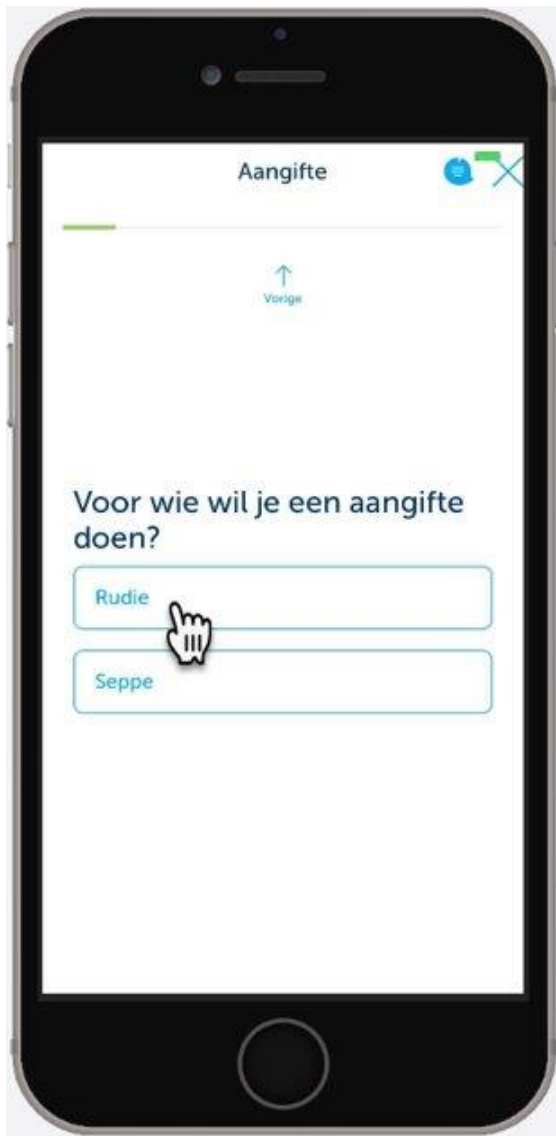 Aangifte
Vorige
Voor wie wil je een aangifte
doen?
Rudie
Seppe